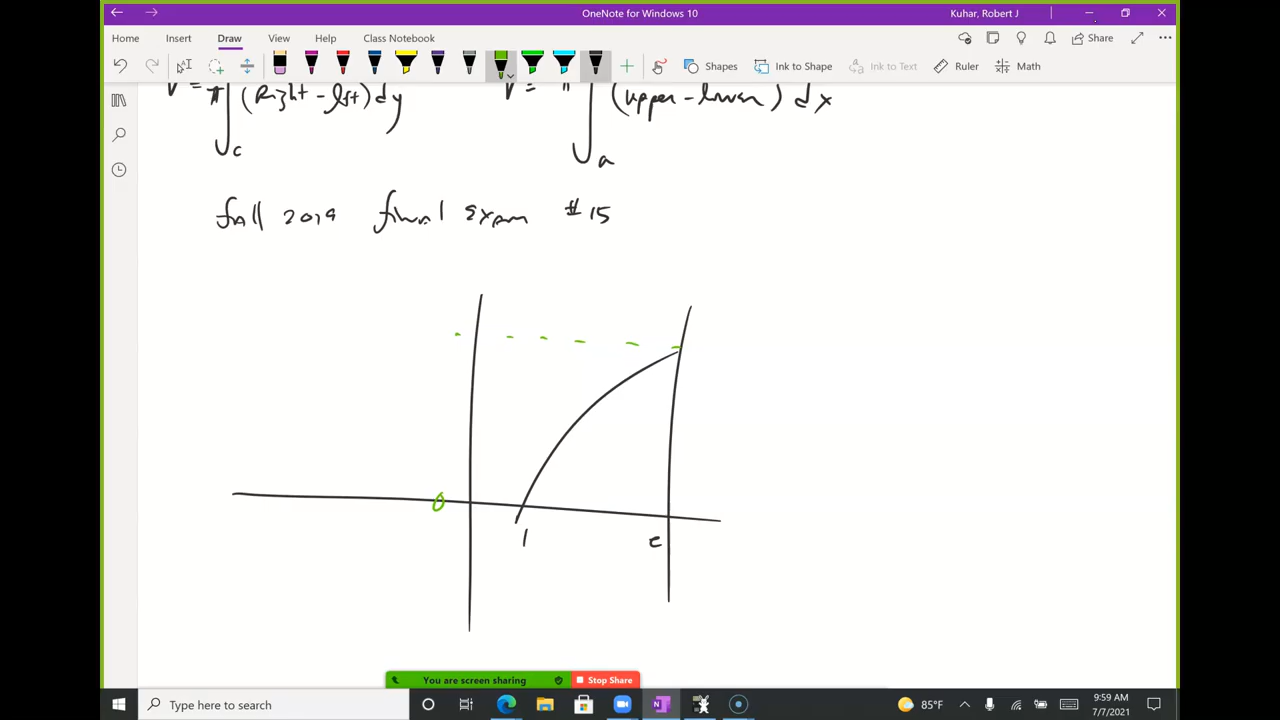 OneNote for Windows 10
Kuhar, Robert J
Home Insert Draw View Help Class Notebook
Share
Shapes Ink to Shape Ink to Text Ruler Math
V = π ∫ (Right - left) dy V = π ∫ (upper - lower) dx
c a
fall 2019 final exam #15
0
1 e
You are screen sharing Stop Share
Type here to search
85°F
9:59 AM
7/7/2021